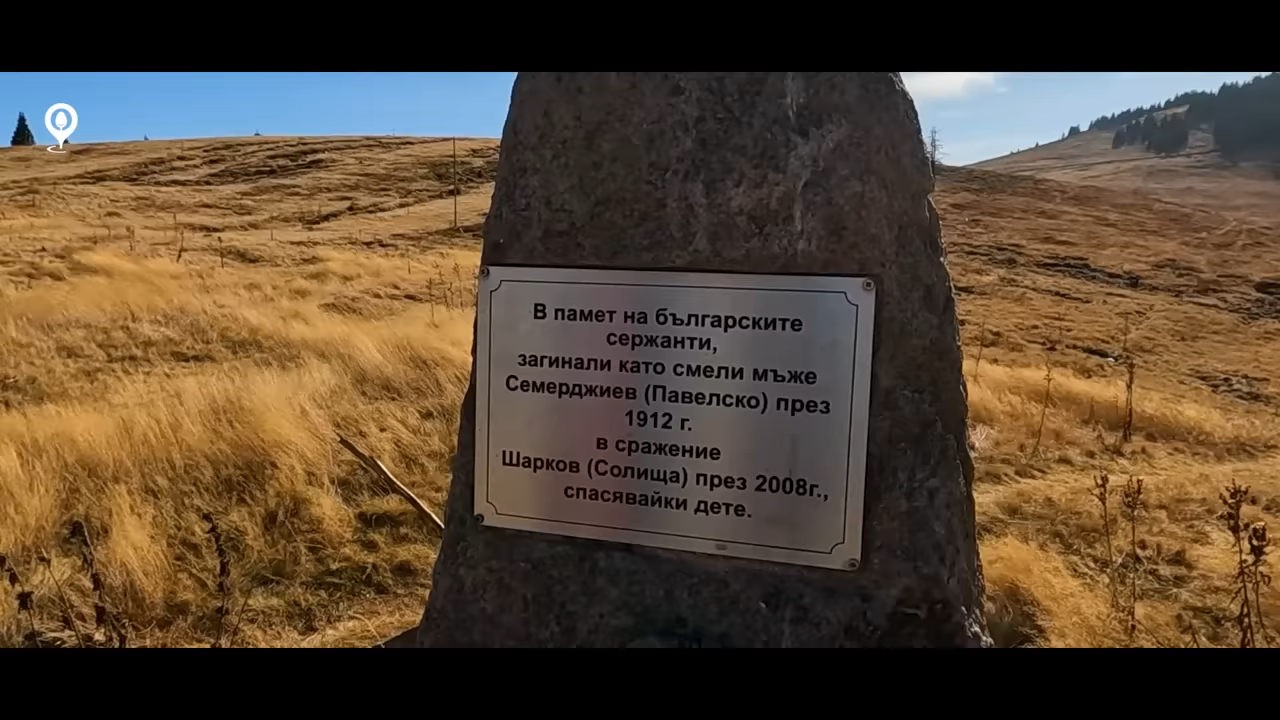 В памет на българските
сержанти,
загинали като смели мъже
Семерджиев (Павелско) през
1912 г.
в сражение
Шарков (Солища) през 2008г.,
спасявайки дете.